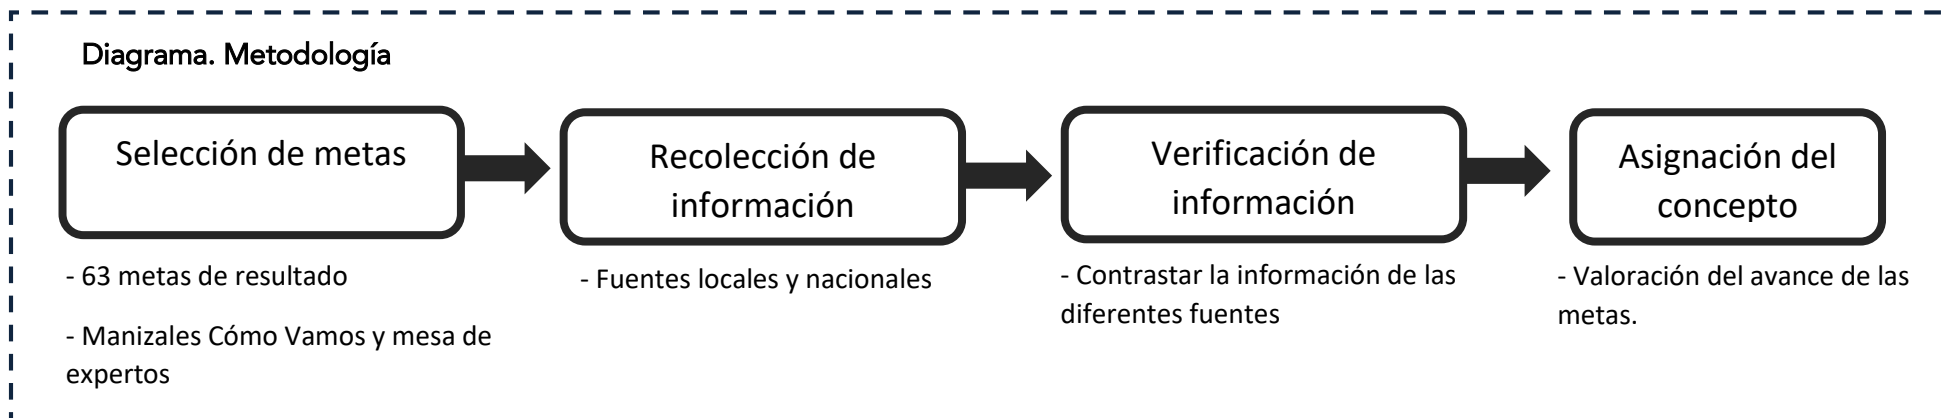 Diagrama. Metodología
Selección de metas
Recolección de
información
Verificación de
información
Asignación del
concepto
- 63 metas de resultado
- Manizales Cómo Vamos y mesa de
expertos
- Fuentes locales y nacionales
- Contrastar la información de las
diferentes fuentes
- Valoración del avance de las
metas.